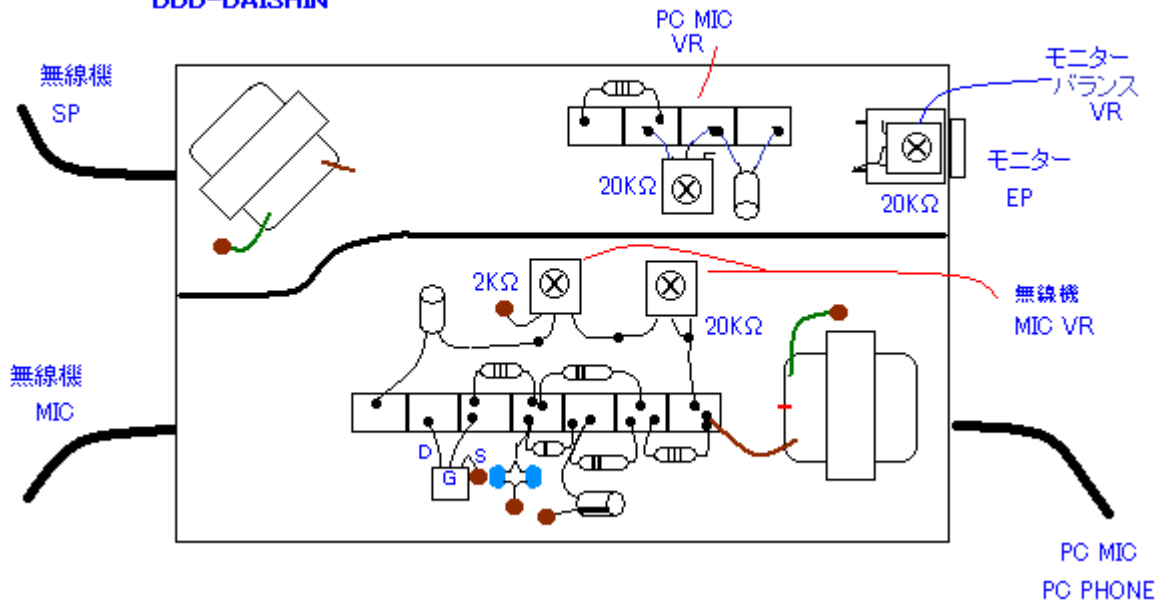 DDD-DAISHIN
PC MIC
VR
無線機
SP
モニター
バランス
VR
20KΩ
20KΩ
モニター
EP
2KΩ
20KΩ
無線機
MIC VR
無線機
MIC
D
S
G
PC MIC
PC PHONE